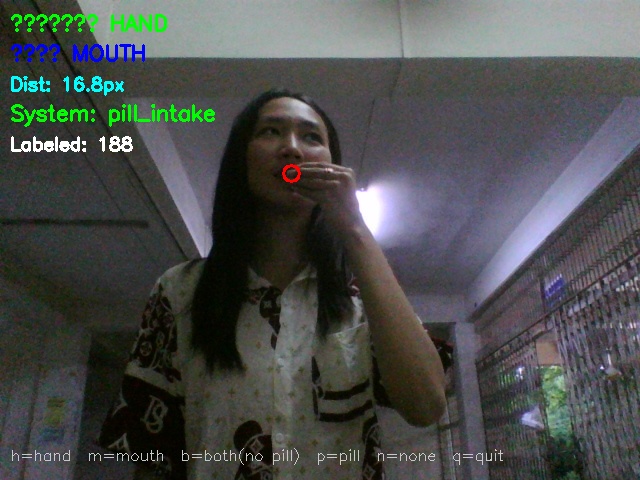 ??????? HAND
???? MOUTH
Dist: 16.8px
System: pill_intake
Labeled: 188
h=hand m=mouth b=both(no pill) p=pill n=none q=quit